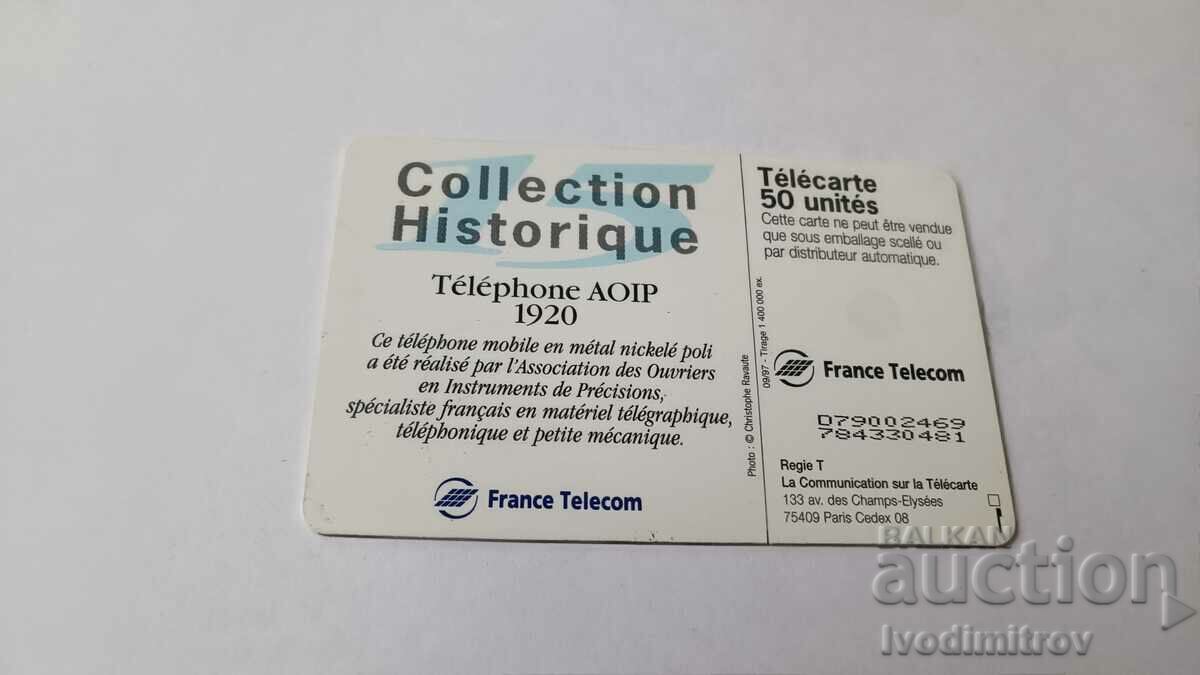 15
Collection
Historique
Téléphone AOIP
1920
Ce téléphone mobile en métal nickelé poli
a été réalisé par l'Association des Ouvriers
en Instruments de Précisions,
spécialiste français en matériel télégraphique,
téléphonique et petite mécanique.
France Telecom
Photo : © Christophe Ravaute
09/97 - Tirage 1 400 000 ex.
Télécarte
50 unités
Cette carte ne peut être vendue
que sous emballage scellé ou
par distributeur automatique.
France Telecom
D79002469
784330481
Regie T
La Communication sur la Télécarte
133 av. des Champs-Elysées
75409 Paris Cedex 08
BALKAN
auction
Ivodimitrov